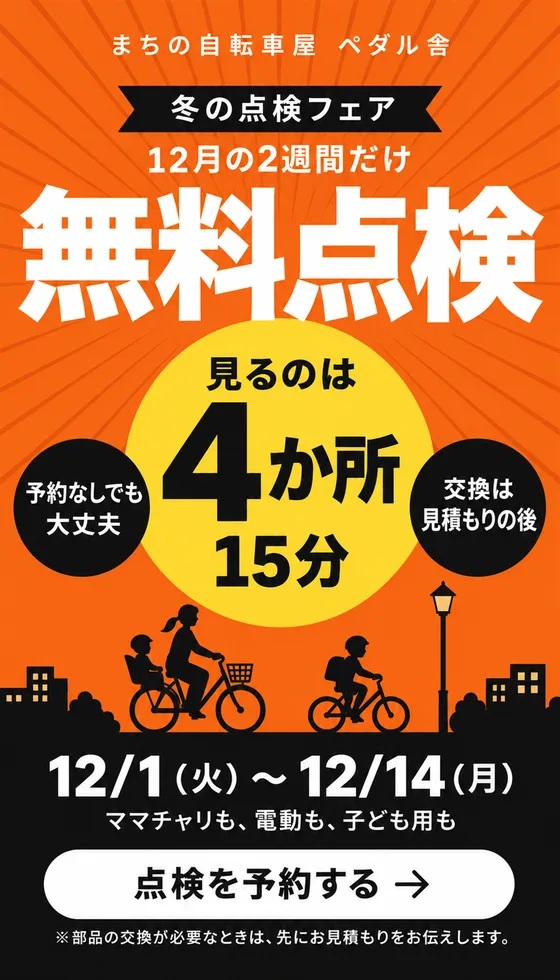 まちの自転車屋 ペダル舎
冬の点検フェア
12月の2週間だけ
無料点検
見るのは
4か所
15分
予約なしでも
大丈夫
交換は
見積もりの後
12/1(火)〜12/14(月)
ママチャリも、電動も、子ども用も
点検を予約する →
※部品の交換が必要なときは、先にお見積もりをお伝えします。